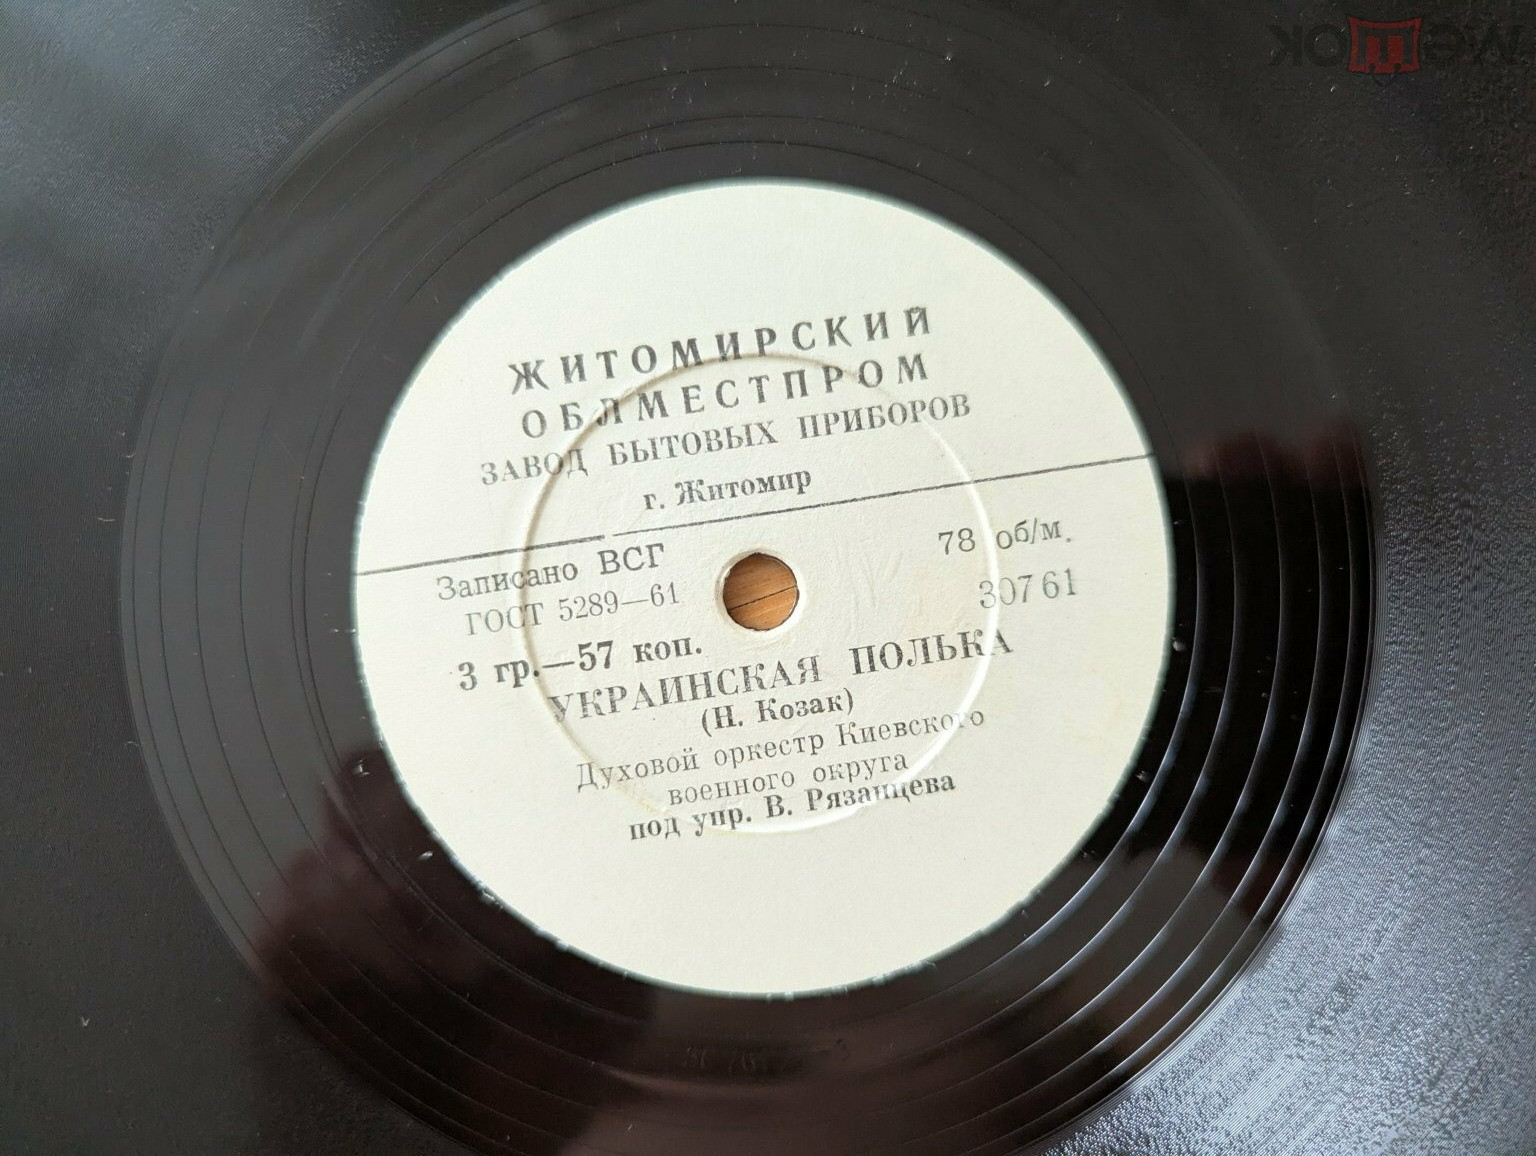 ЖИТОМИРСКИЙ
ОБЛМЕСТПРОМ
ЗАВОД БЫТОВЫХ ПРИБОРОВ
г. Житомир
Записано ВСГ 78 об/м.
ГОСТ 5289—61 30761
3 гр.—57 коп.
УКРАИНСКАЯ ПОЛЬКА
(Н. Козак)
Духовой оркестр Киевского
военного округа
под упр. В. Рязанцева